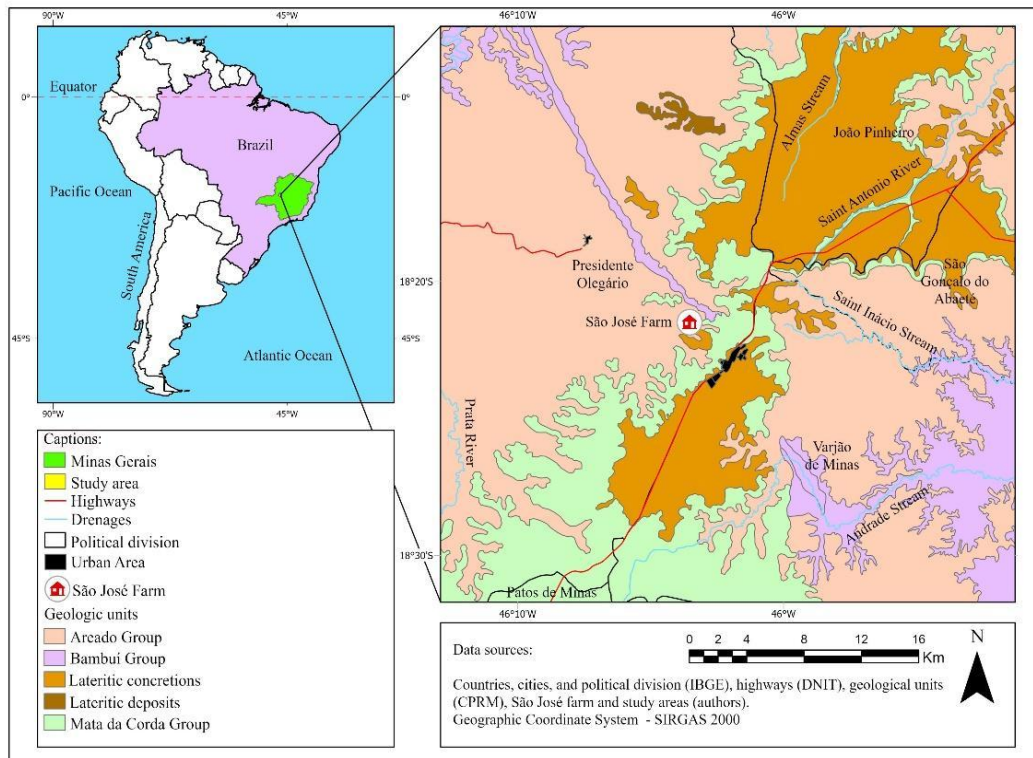 90°W
45°W
Equator
0°
0°
Brazil
Pacific Ocean
South America
45°S
45°S
Atlantic Ocean
90°W
45°W
46°10'W
46°W
Almas Stream
João Pinheiro
Saint Antonio River
Presidente
Olegário
São
Gonçalo do
Abaeté
18°20'S
São José Farm
Saint Inácio Stream
Prata River
Varjão
de Minas
Andrade Stream
18°30'S
Patos de Minas
46°10'W
46°W
Captions:
Minas Gerais
Study area
Highways
Drenages
Political division
Urban Area
São José Farm
Geologic units
Arcado Group
Bambuí Group
Lateritic concretions
Lateritic deposits
Mata da Corda Group
Data sources:
0 2 4 8 12 16
Km
N
Countries, cities, and political division (IBGE), highways (DNIT), geological units
(CPRM), São José farm and study areas (authors).
Geographic Coordinate System - SIRGAS 2000